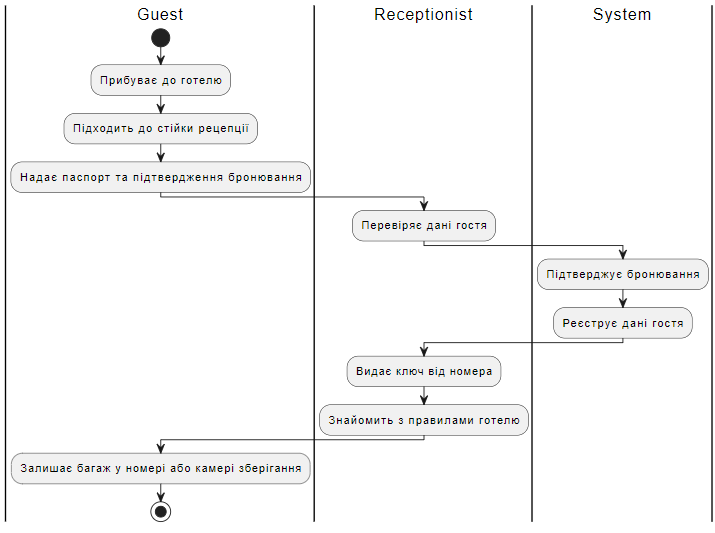 Guest
Receptionist
System
Прибуває до готелю
Підходить до стійки рецепції
Надає паспорт та підтвердження бронювання
Перевіряє дані гостя
Підтверджує бронювання
Реєструє дані гостя
Видає ключ від номера
Знайомить з правилами готелю
Залишає багаж у номері або камері зберігання